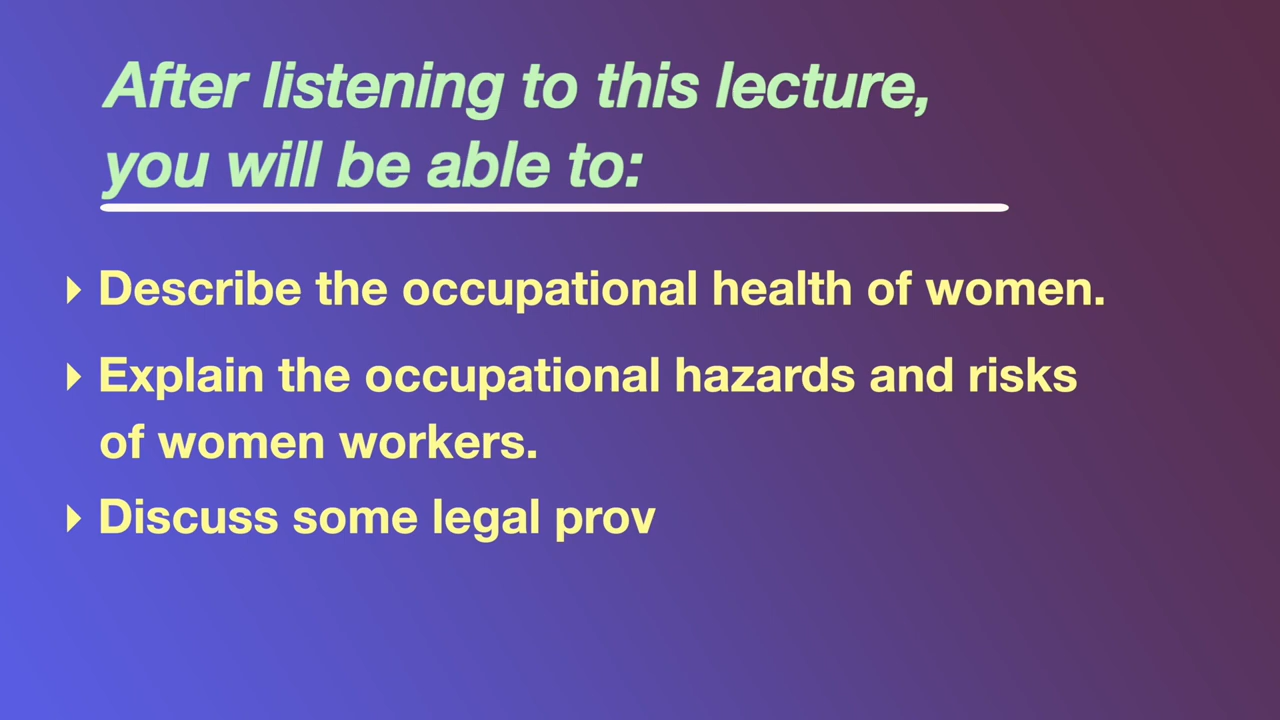 After listening to this lecture,
you will be able to:
Describe the occupational health of women.
Explain the occupational hazards and risks
of women workers.
Discuss some legal prov